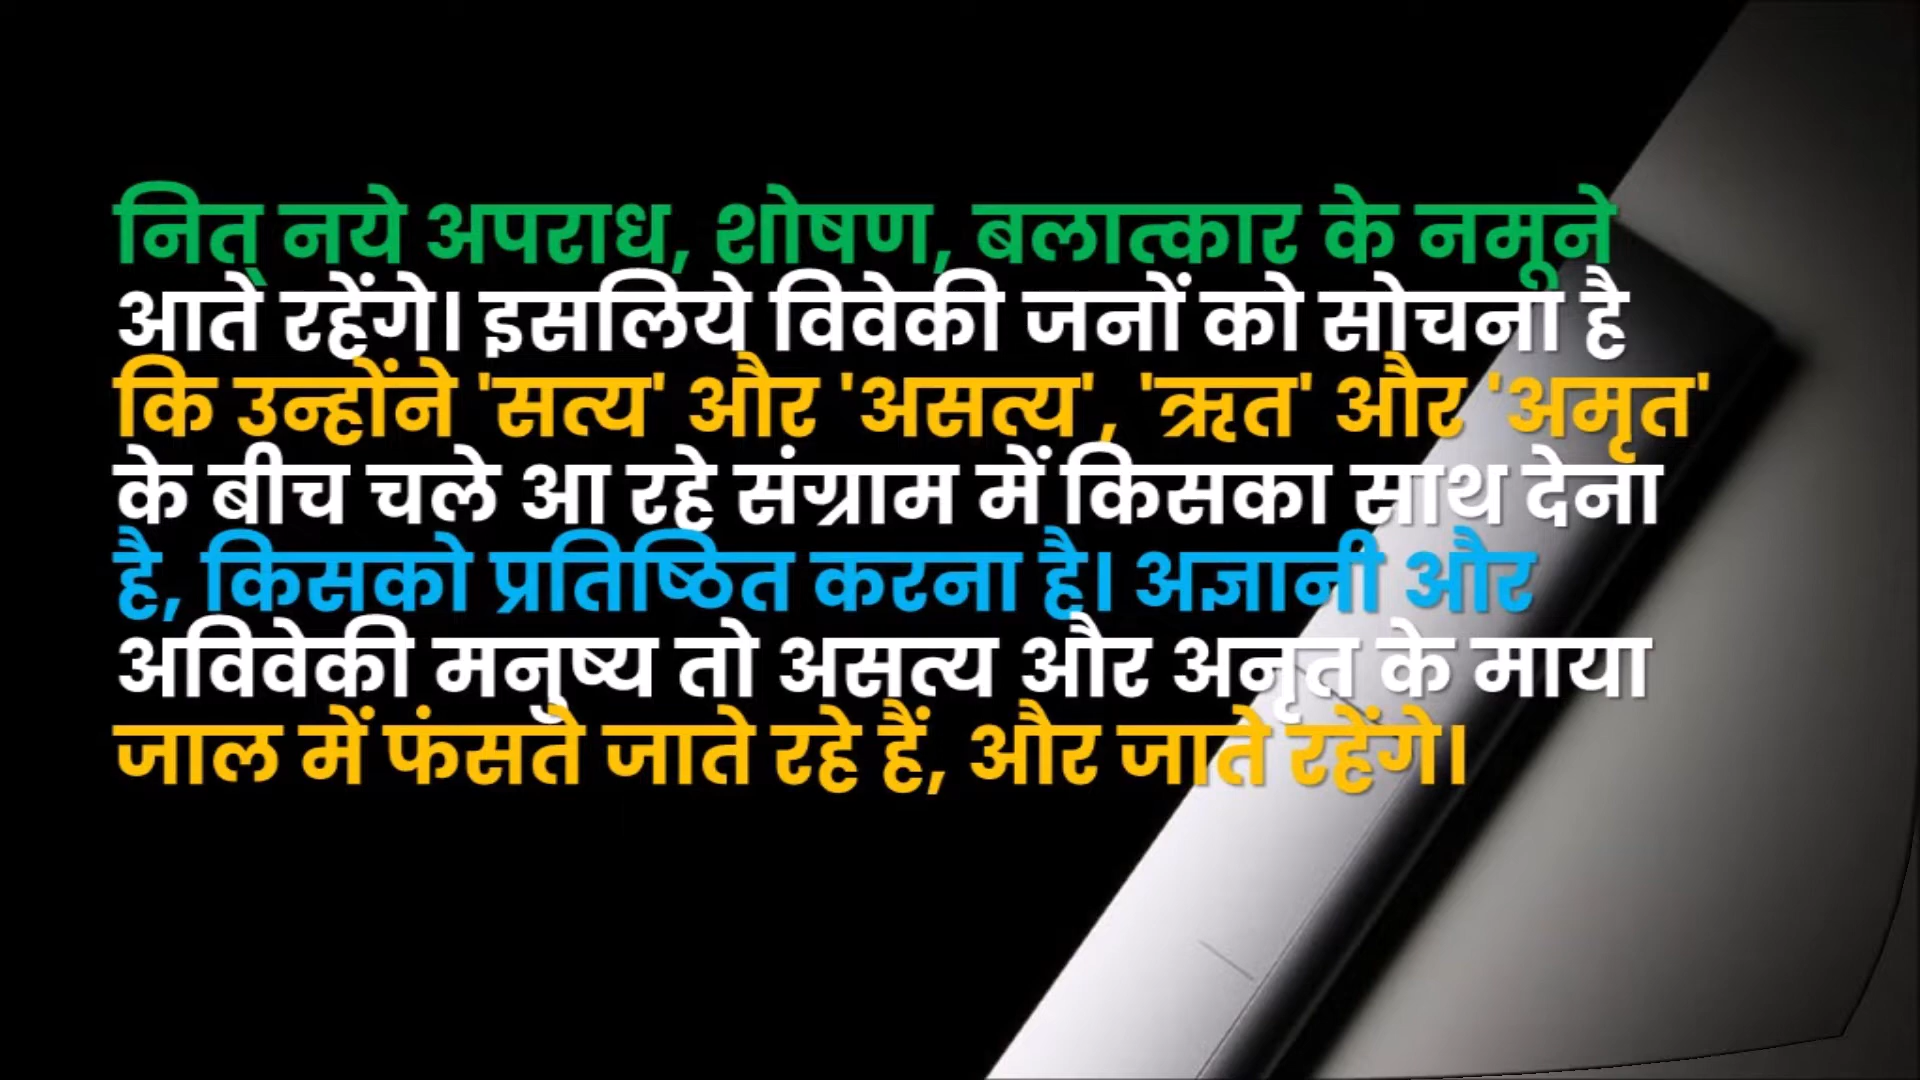 नित् नये अपराध, शोषण, बलात्कार के नमूने
आते रहेंगे। इसलिये विवेकी जनों को सोचना है
कि उन्होंने 'सत्य' और 'असत्य', 'ऋत' और 'अमृत'
के बीच चले आ रहे संग्राम में किसका साथ देना
है, किसको प्रतिष्ठित करना है। अज्ञानी और
अविवेकी मनुष्य तो असत्य और अनृत के माया
जाल में फंसते जाते रहे हैं, और जाते रहेंगे।